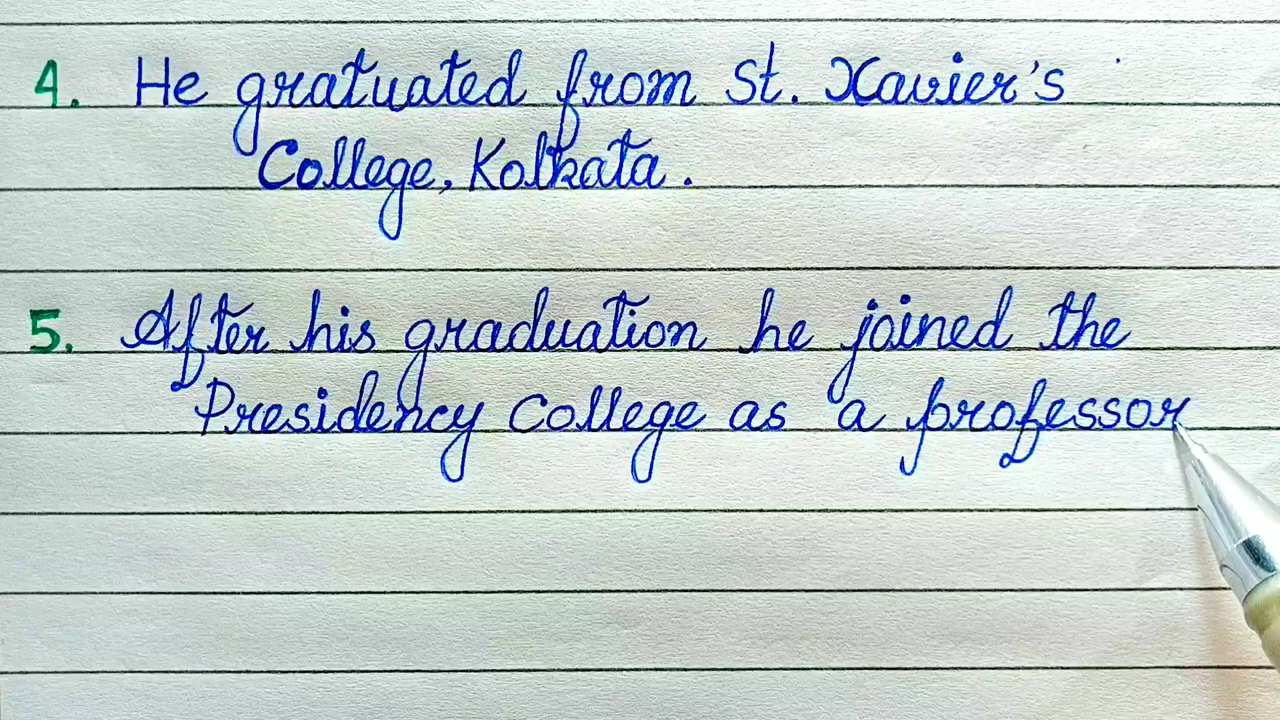 4. He gratuated from St. Xavier's
College, Kolkata.
5. After his graduation he joined the
Presidency College as a professor